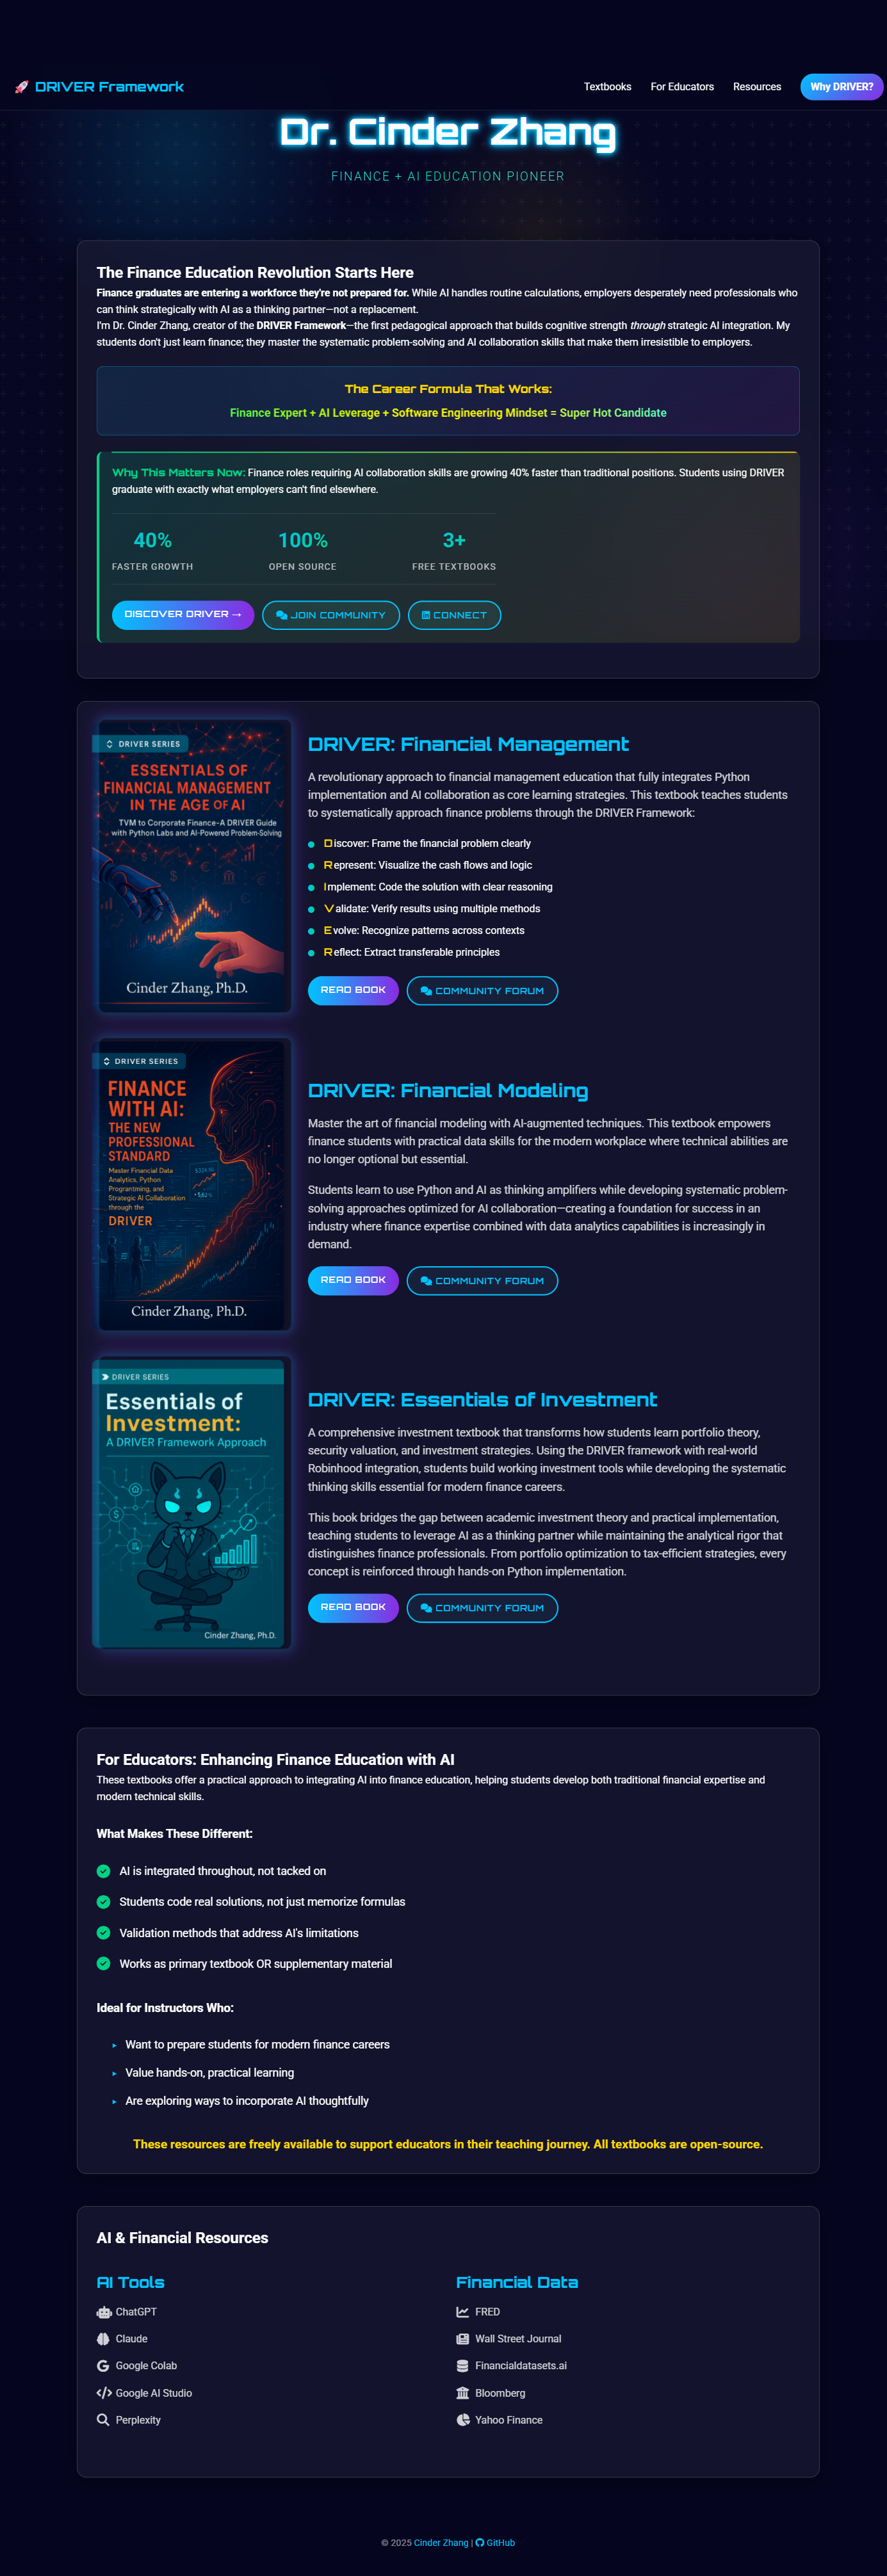 🚀 DRIVER Framework
Textbooks
For Educators
Resources
Why DRIVER?
Dr. Cinder Zhang
FINANCE + AI EDUCATION PIONEER
The Finance Education Revolution Starts Here
Finance graduates are entering a workforce they're not prepared for. While AI handles routine calculations, employers desperately need professionals who
can think strategically with AI as a thinking partner—not a replacement.
I'm Dr. Cinder Zhang, creator of the DRIVER Framework—the first pedagogical approach that builds cognitive strength through strategic AI integration. My
students don't just learn finance; they master the systematic problem-solving and AI collaboration skills that make them irresistible to employers.
The Career Formula That Works:
Finance Expert + AI Leverage + Software Engineering Mindset = Super Hot Candidate
Why This Matters Now: Finance roles requiring AI collaboration skills are growing 40% faster than traditional positions. Students using DRIVER
graduate with exactly what employers can't find elsewhere.
40%
FASTER GROWTH
100%
OPEN SOURCE
3+
FREE TEXTBOOKS
DISCOVER DRIVER →
JOIN COMMUNITY
CONNECT
DRIVER SERIES
ESSENTIALS OF
FINANCIAL MANAGEMENT
IN THE AGE OF AI
TVM to Corporate Finance-A DRIVER Guide
with Python Labs and AI-Powered Problem-Solving
Cinder Zhang, Ph.D.
DRIVER: Financial Management
A revolutionary approach to financial management education that fully integrates Python
implementation and AI collaboration as core learning strategies. This textbook teaches students
to systematically approach finance problems through the DRIVER Framework:
Discover: Frame the financial problem clearly
Represent: Visualize the cash flows and logic
Implement: Code the solution with clear reasoning
Validate: Verify results using multiple methods
Evolve: Recognize patterns across contexts
Reflect: Extract transferable principles
READ BOOK
COMMUNITY FORUM
DRIVER SERIES
FINANCE
WITH AI:
THE NEW
PROFESSIONAL
STANDARD
Master Financial Data
Analytics, Python
Programtning, and
Strategic AI Collaboration
through the
DRIVER
Cinder Zhang, Ph.D.
DRIVER: Financial Modeling
Master the art of financial modeling with AI-augmented techniques. This textbook empowers
finance students with practical data skills for the modern workplace where technical abilities are
no longer optional but essential.
Students learn to use Python and AI as thinking amplifiers while developing systematic problem-
solving approaches optimized for AI collaboration—creating a foundation for success in an
industry where finance expertise combined with data analytics capabilities is increasingly in
demand.
READ BOOK
COMMUNITY FORUM
DRIVER SERIES
Essentials of
Investment:
A DRIVER Framework Approach
Cinder Zhang, Ph.D.
DRIVER: Essentials of Investment
A comprehensive investment textbook that transforms how students learn portfolio theory,
security valuation, and investment strategies. Using the DRIVER framework with real-world
Robinhood integration, students build working investment tools while developing the systematic
thinking skills essential for modern finance careers.
This book bridges the gap between academic investment theory and practical implementation,
teaching students to leverage AI as a thinking partner while maintaining the analytical rigor that
distinguishes finance professionals. From portfolio optimization to tax-efficient strategies, every
concept is reinforced through hands-on Python implementation.
READ BOOK
COMMUNITY FORUM
For Educators: Enhancing Finance Education with AI
These textbooks offer a practical approach to integrating AI into finance education, helping students develop both traditional financial expertise and
modern technical skills.
What Makes These Different:
AI is integrated throughout, not tacked on
Students code real solutions, not just memorize formulas
Validation methods that address AI's limitations
Works as primary textbook OR supplementary material
Ideal for Instructors Who:
Want to prepare students for modern finance careers
Value hands-on, practical learning
Are exploring ways to incorporate AI thoughtfully
These resources are freely available to support educators in their teaching journey. All textbooks are open-source.
AI & Financial Resources
AI Tools
ChatGPT
Claude
Google Colab
Google AI Studio
Perplexity
Financial Data
FRED
Wall Street Journal
Financialdatasets.ai
Bloomberg
Yahoo Finance
© 2025 Cinder Zhang | GitHub